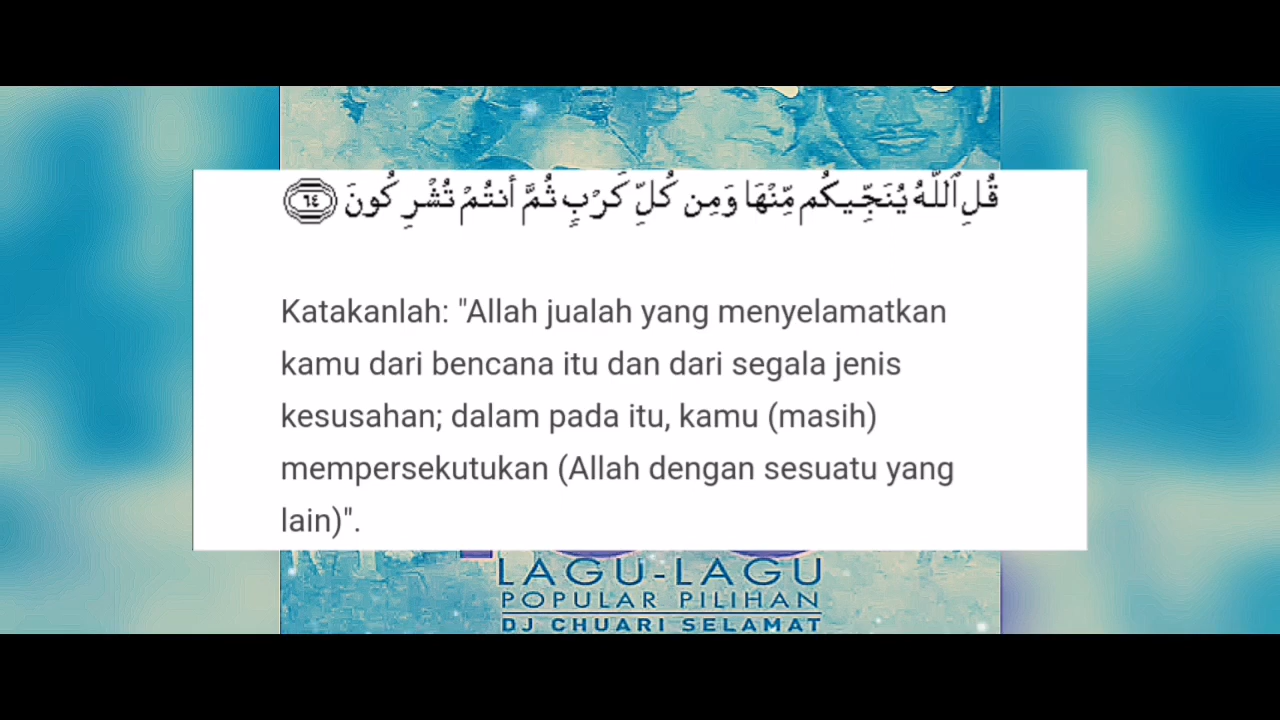 قُلِ ٱللَّهُ يُنَجِّيكُم مِّنْهَا وَمِن كُلِّ كَرْبٍ ثُمَّ أَنتُمْ تُشْرِكُونَ ٦٤
Katakanlah: "Allah jualah yang menyelamatkan
kamu dari bencana itu dan dari segala jenis
kesusahan; dalam pada itu, kamu (masih)
mempersekutukan (Allah dengan sesuatu yang
lain)".
LAGU-LAGU
POPULAR PILIHAN
DJ CHUARI SELAMAT